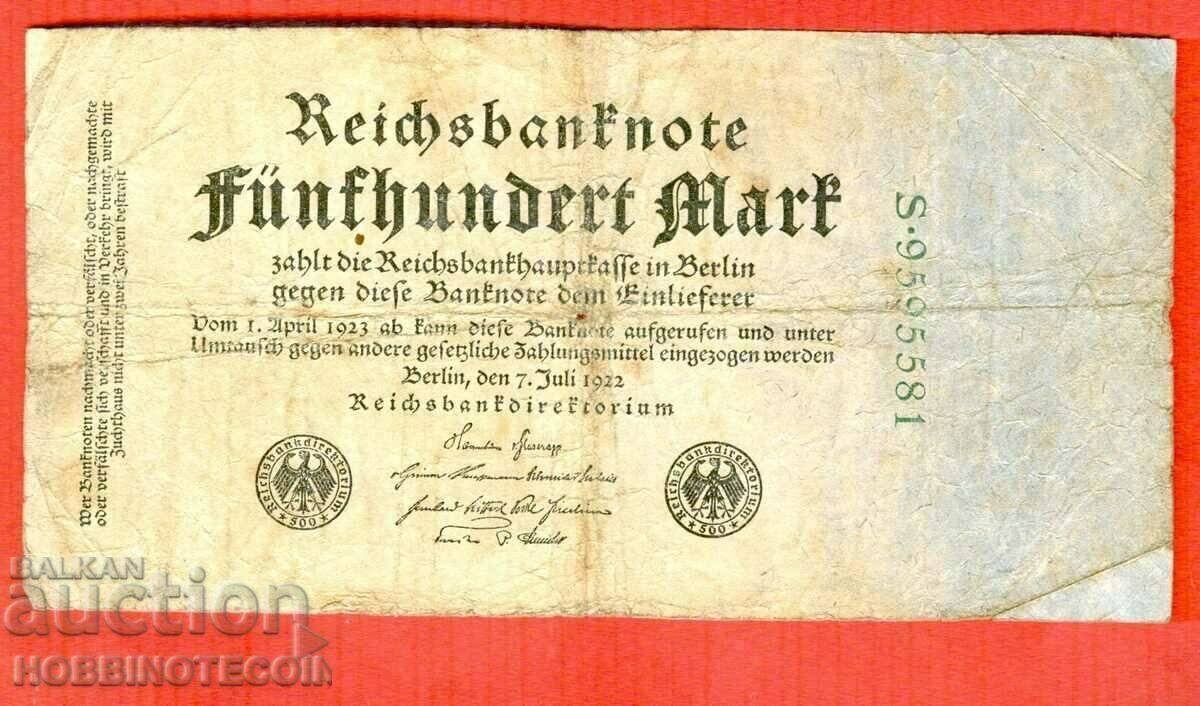 Reichsbanknote
Fünfhundert Mark
zahlt die Reichsbankhauptkasse in Berlin
gegen diese Banknote dem Einlieferer
Vom 1. April 1923 ab kann diese Banknote aufgerufen und unter
Umtausch gegen andere gesetzliche Zahlungsmittel eingezogen werden
Berlin, den 7. Juli 1922
Reichsbankdirektorium
Reichsbankdirektorium
500
Reichsbankdirektorium
500
Wer Banknoten nachmacht oder verfälscht, oder nachgemachte
oder verfälschte sich verschafft und in Verkehr bringt, wird mit
Zuchthaus nicht unter zwei Jahren bestraft
S·9595581
BALKAN
auction
HOBBINOTECOIN